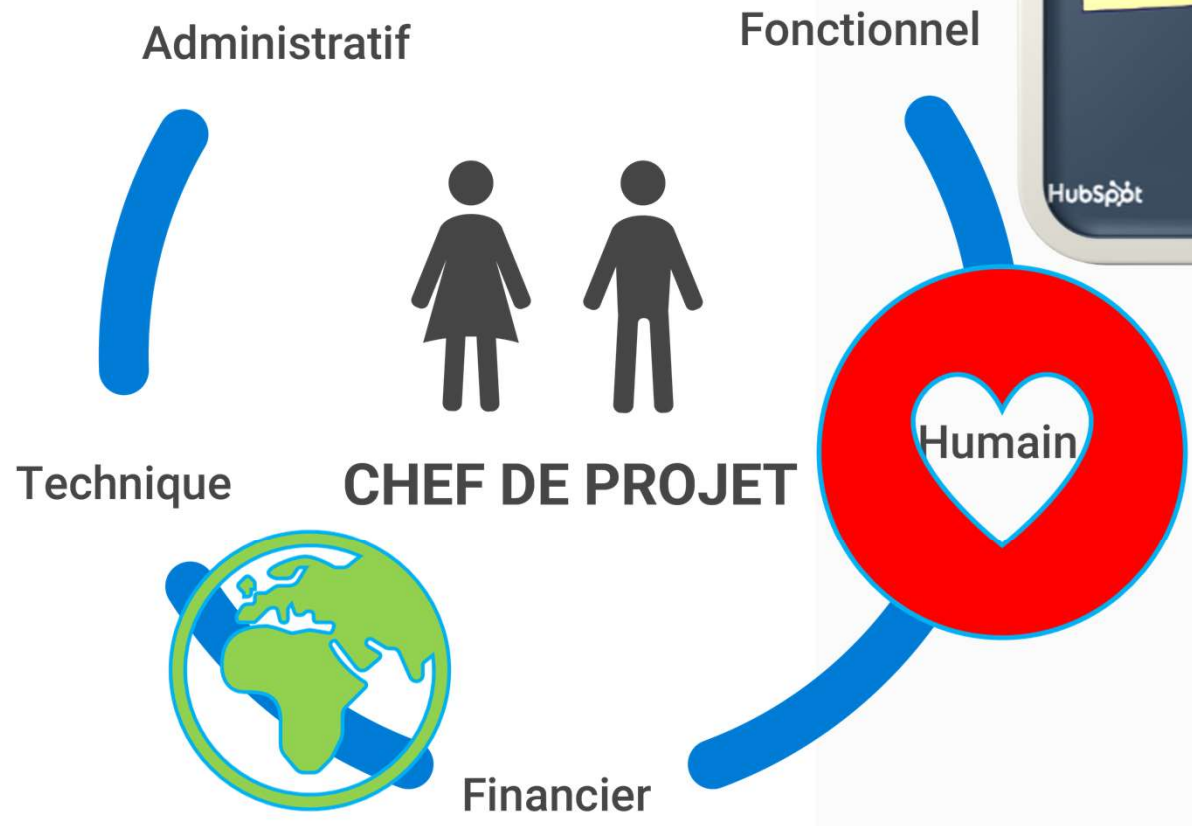 Administratif
Fonctionnel
HubSpot
Humain
Technique
CHEF DE PROJET
Financier